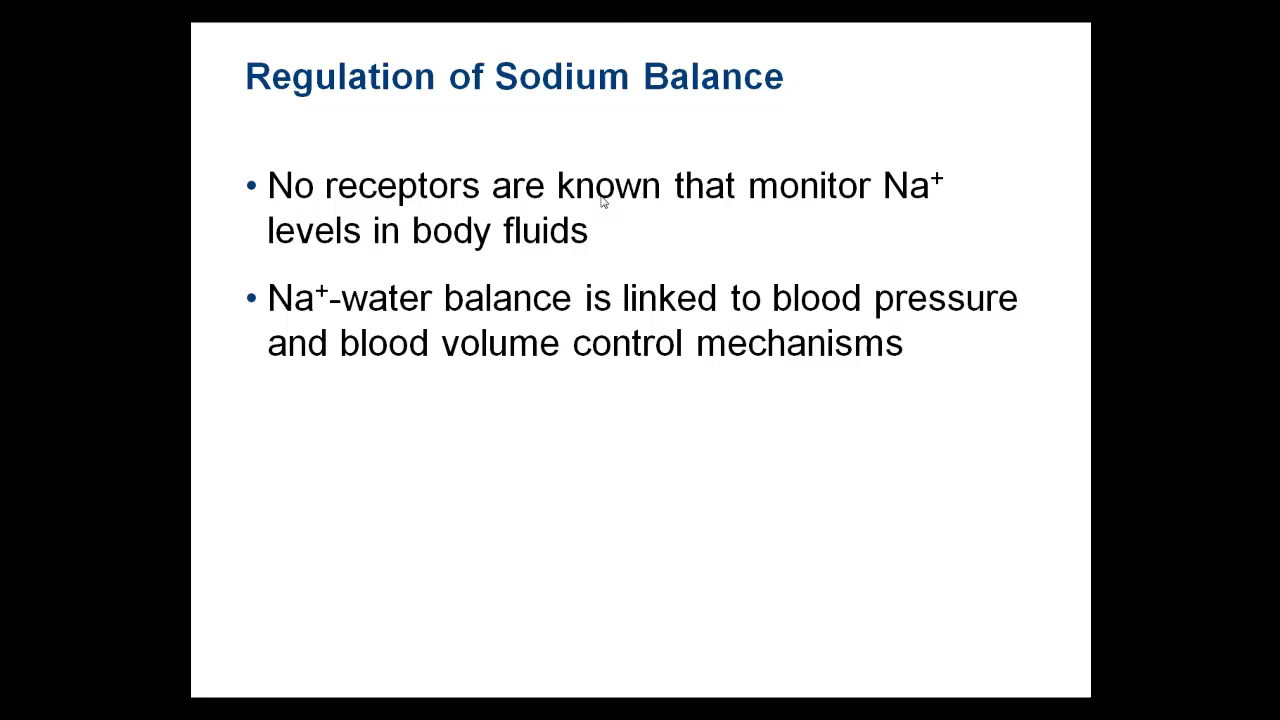 Regulation of Sodium Balance
• No receptors are known that monitor Na⁺
levels in body fluids
• Na⁺-water balance is linked to blood pressure
and blood volume control mechanisms